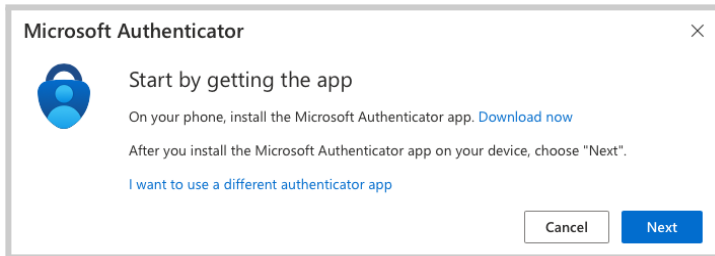 Microsoft Authenticator
Start by getting the app
On your phone, install the Microsoft Authenticator app. Download now
After you install the Microsoft Authenticator app on your device, choose "Next".
I want to use a different authenticator app
Cancel Next